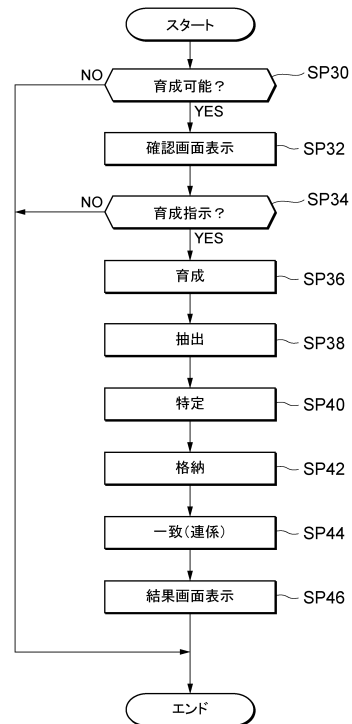 スタート
NO
育成可能？
SP30
YES
確認画面表示
SP32
NO
育成指示？
SP34
YES
育成
SP36
抽出
SP38
特定
SP40
格納
SP42
一致(連係)
SP44
結果画面表示
SP46
エンド